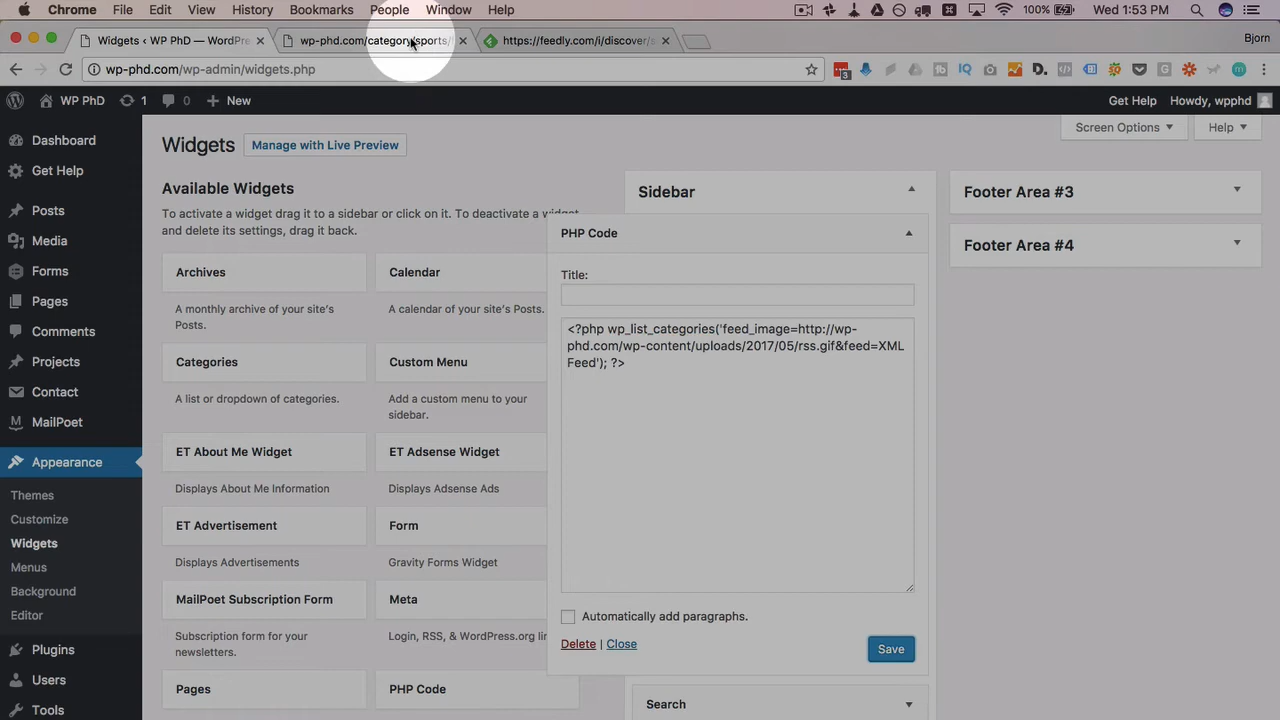 Chrome File Edit View History Bookmarks People Window Help 100% Wed 1:53 PM
Widgets ‹ WP PhD — WordPre
wp-phd.com/category/sports/
https://feedly.com/i/discover/s
Bjorn
wp-phd.com/wp-admin/widgets.php
3
WP PhD 1 0 New Get Help Howdy, wpphd
Screen Options Help
Dashboard
Get Help
Posts
Media
Forms
Pages
Comments
Projects
Contact
MailPoet
Appearance
Themes
Customize
Widgets
Menus
Background
Editor
Plugins
Users
Tools
Widgets
Manage with Live Preview
Available Widgets
To activate a widget drag it to a sidebar or click on it. To deactivate a widget
and delete its settings, drag it back.
Archives
A monthly archive of your site's
Posts.
Calendar
A calendar of your site's Posts.
Categories
A list or dropdown of categories.
Custom Menu
Add a custom menu to your
sidebar.
ET About Me Widget
Displays About Me Information
ET Adsense Widget
Displays Adsense Ads
ET Advertisement
Displays Advertisements
Form
Gravity Forms Widget
MailPoet Subscription Form
Subscription form for your
newsletters.
Meta
Login, RSS, & WordPress.org lin
Pages
PHP Code
Sidebar
PHP Code
Title:
<?php wp_list_categories('feed_image=http://wp-
phd.com/wp-content/uploads/2017/05/rss.gif&feed=XML
Feed'); ?>
Automatically add paragraphs.
Delete | Close
Save
Search
Footer Area #3
Footer Area #4